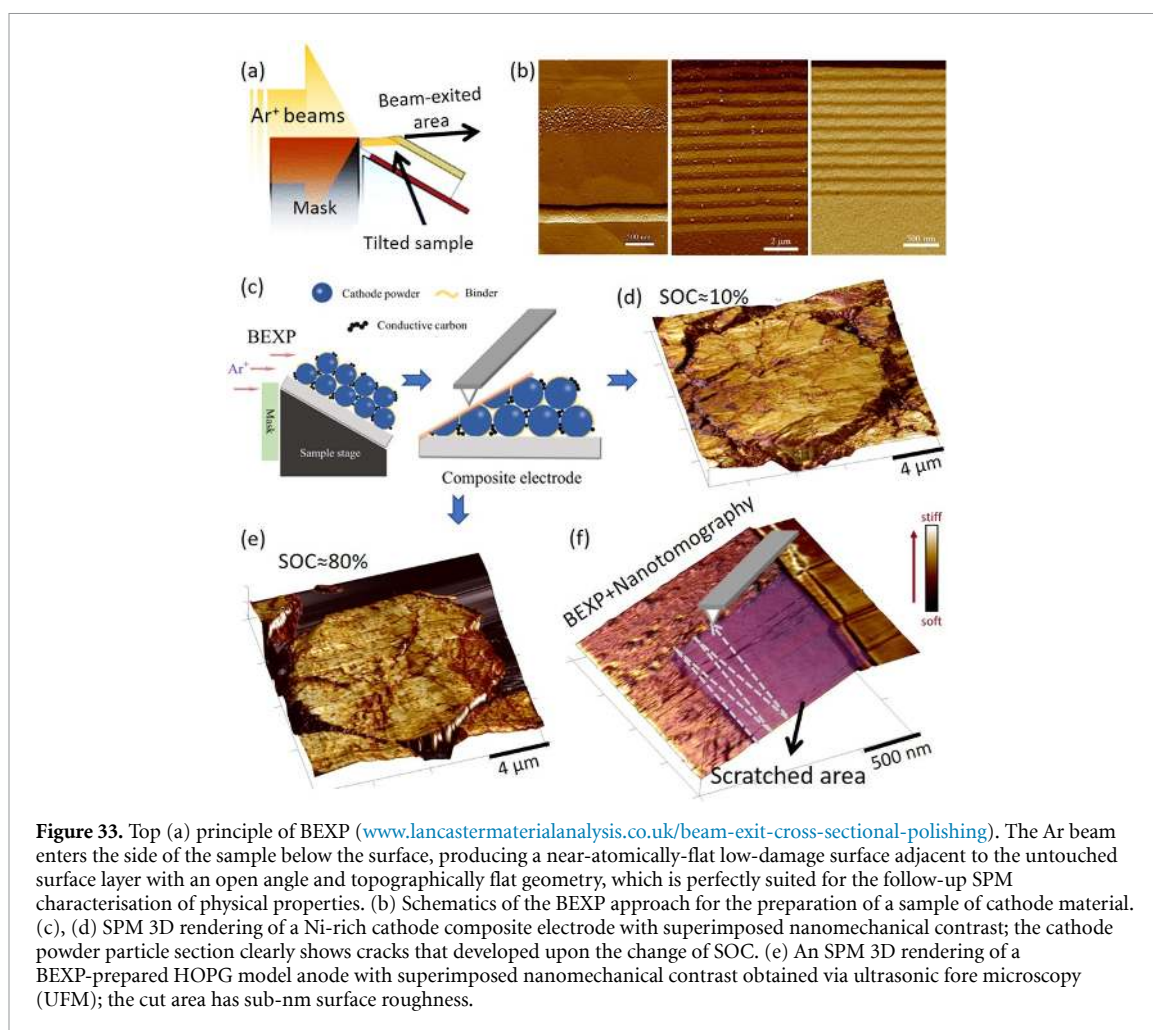 (a)
Ar⁺ beams
Beam-exited
area
Mask
Tilted sample
(b)
500 nm
2 µm
500 nm
(c)
Cathode powder
Binder
Conductive carbon
BEXP
Ar⁺
Mask
Sample stage
Composite electrode
(d)
SOC≈10%
4 µm
(e)
SOC≈80%
4 µm
(f)
BEXP+Nanotomography
stiff
soft
500 nm
Scratched area
Figure 33. Top (a) principle of BEXP (www.lancastermaterialanalysis.co.uk/beam-exit-cross-sectional-polishing). The Ar beam
enters the side of the sample below the surface, producing a near-atomically-flat low-damage surface adjacent to the untouched
surface layer with an open angle and topographically flat geometry, which is perfectly suited for the follow-up SPM
characterisation of physical properties. (b) Schematics of the BEXP approach for the preparation of a sample of cathode material.
(c), (d) SPM 3D rendering of a Ni-rich cathode composite electrode with superimposed nanomechanical contrast; the cathode
powder particle section clearly shows cracks that developed upon the change of SOC. (e) An SPM 3D rendering of a
BEXP-prepared HOPG model anode with superimposed nanomechanical contrast obtained via ultrasonic fore microscopy
(UFM); the cut area has sub-nm surface roughness.